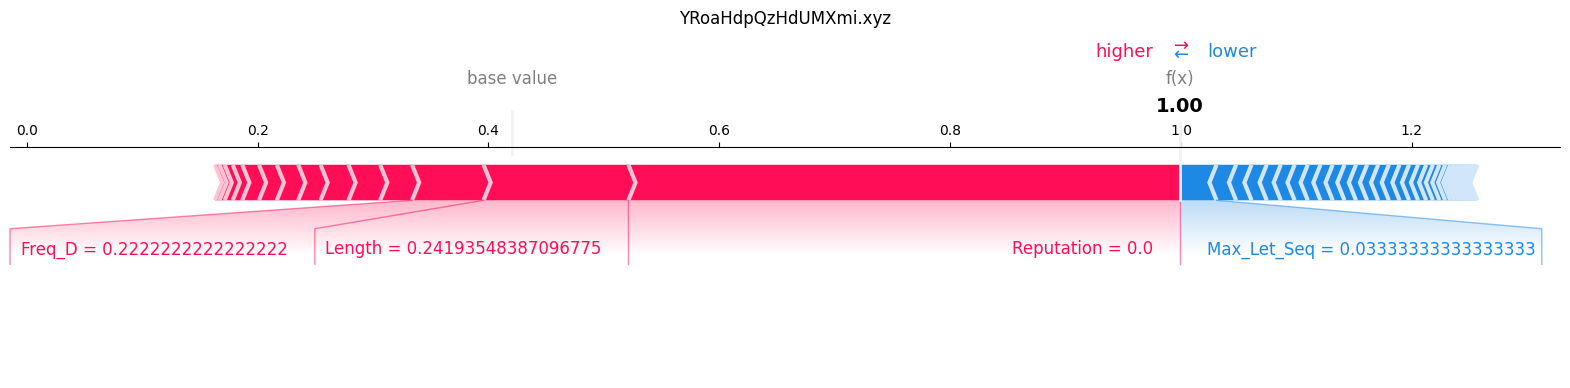 YRoaHdpQzHdUMXmi.xyz
higher → ← lower
base value f(x)
1.00
0.0 0.2 0.4 0.6 0.8 1.0 1.2
Freq_D = 0.2222222222222222 Length = 0.24193548387096775 Reputation = 0.0 Max_Let_Seq = 0.03333333333333333